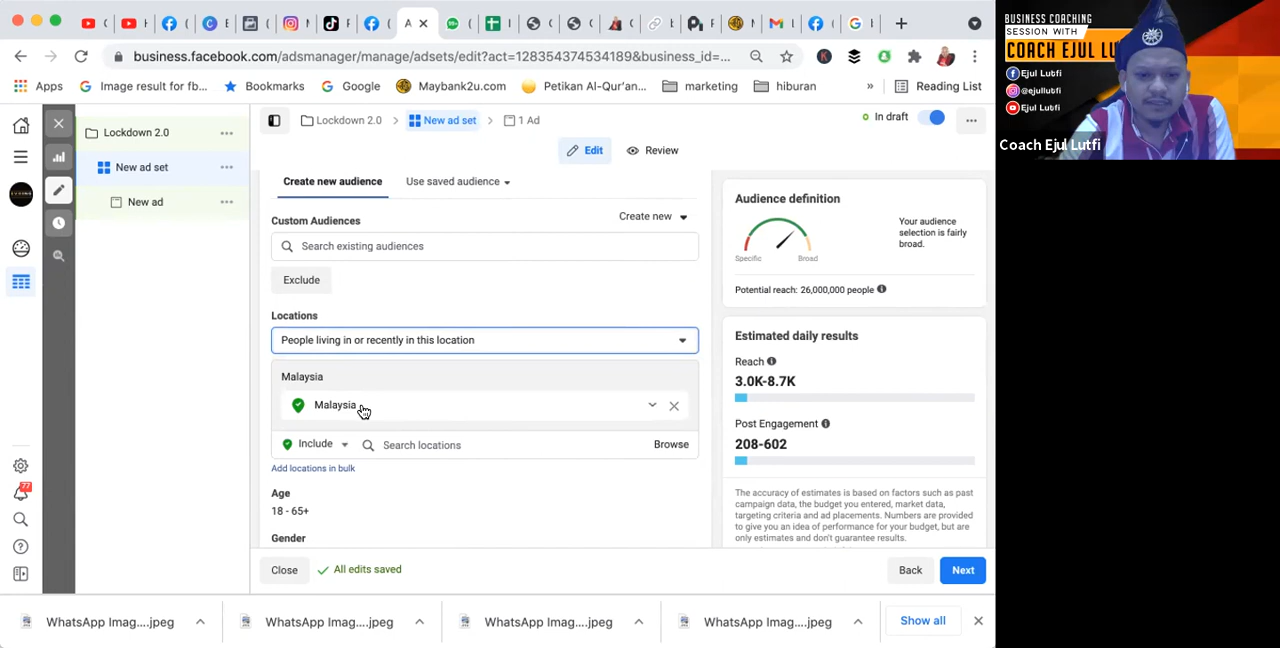 business.facebook.com/adsmanager/manage/adsets/edit?act=128354374534189&business_id=...
Apps
Image result for fb...
Bookmarks
Google
Maybank2u.com
Petikan Al-Qur'an...
marketing
hiburan
»
Reading List
BUSINESS COACHING
SESSION WITH
COACH EJUL LU
Ejul Lutfi
@ejullutfi
Ejul Lutfi
Coach Ejul Lutfi
Lockdown 2.0
New ad set
New ad
Lockdown 2.0
New ad set
1 Ad
In draft
Edit
Review
Create new audience
Use saved audience
Custom Audiences
Create new
Search existing audiences
Exclude
Locations
People living in or recently in this location
Malaysia
Malaysia
Include
Search locations
Browse
Add locations in bulk
Age
18 - 65+
Gender
Close
All edits saved
Back
Next
Audience definition
Specific
Broad
Your audience
selection is fairly
broad.
Potential reach: 26,000,000 people
Estimated daily results
Reach
3.0K-8.7K
Post Engagement
208-602
The accuracy of estimates is based on factors such as past
campaign data, the budget you entered, market data,
targeting criteria and ad placements. Numbers are provided
to give you an idea of performance for your budget, but are
only estimates and don't guarantee results.
77
WhatsApp Imag....jpeg
WhatsApp Imag....jpeg
WhatsApp Imag....jpeg
WhatsApp Imag....jpeg
Show all